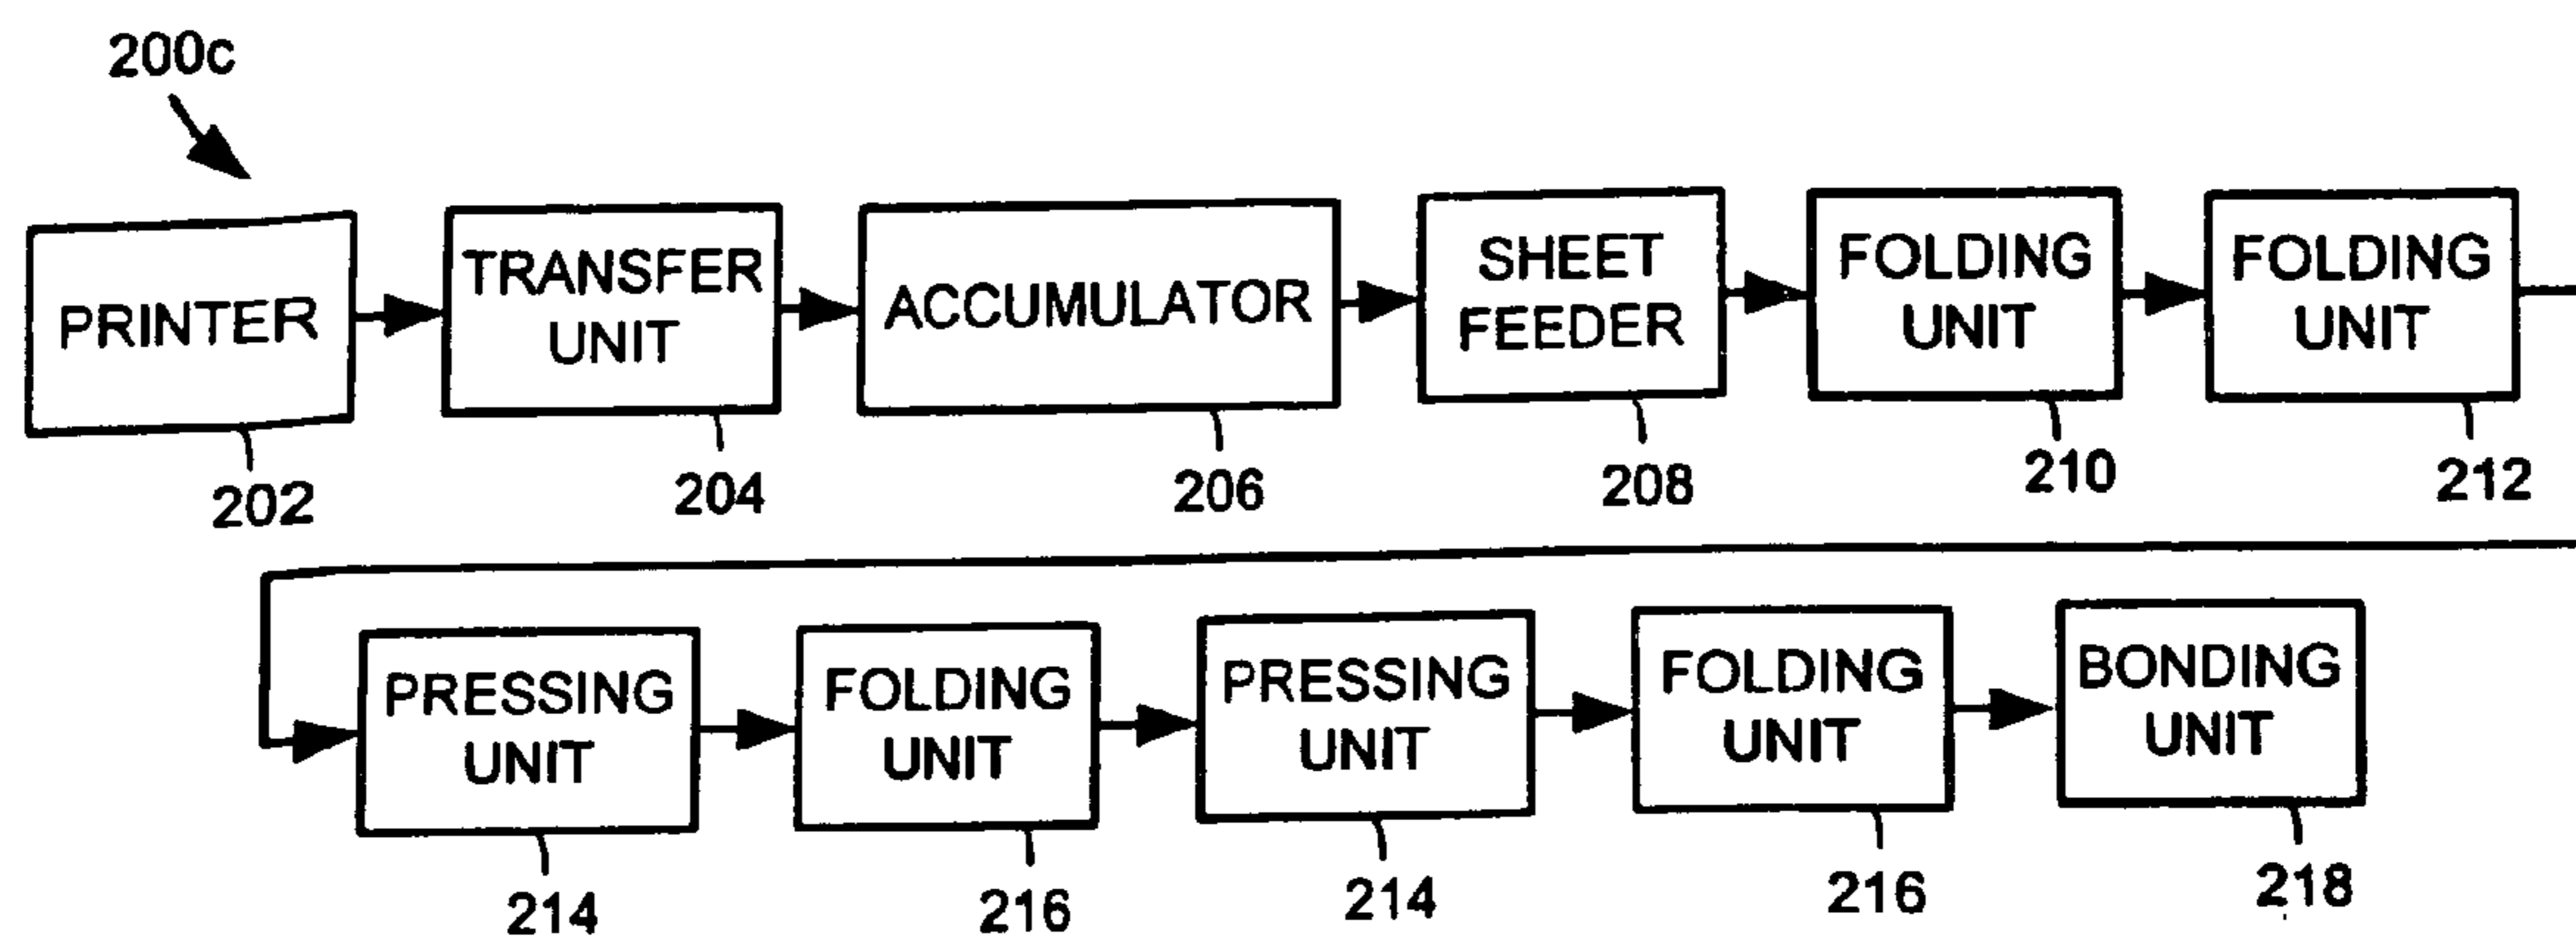 200c
PRINTER
TRANSFER
UNIT
ACCUMULATOR
SHEET
FEEDER
FOLDING
UNIT
FOLDING
UNIT
202
204
206
208
210
212
PRESSING
UNIT
FOLDING
UNIT
PRESSING
UNIT
FOLDING
UNIT
BONDING
UNIT
214
216
214
216
218